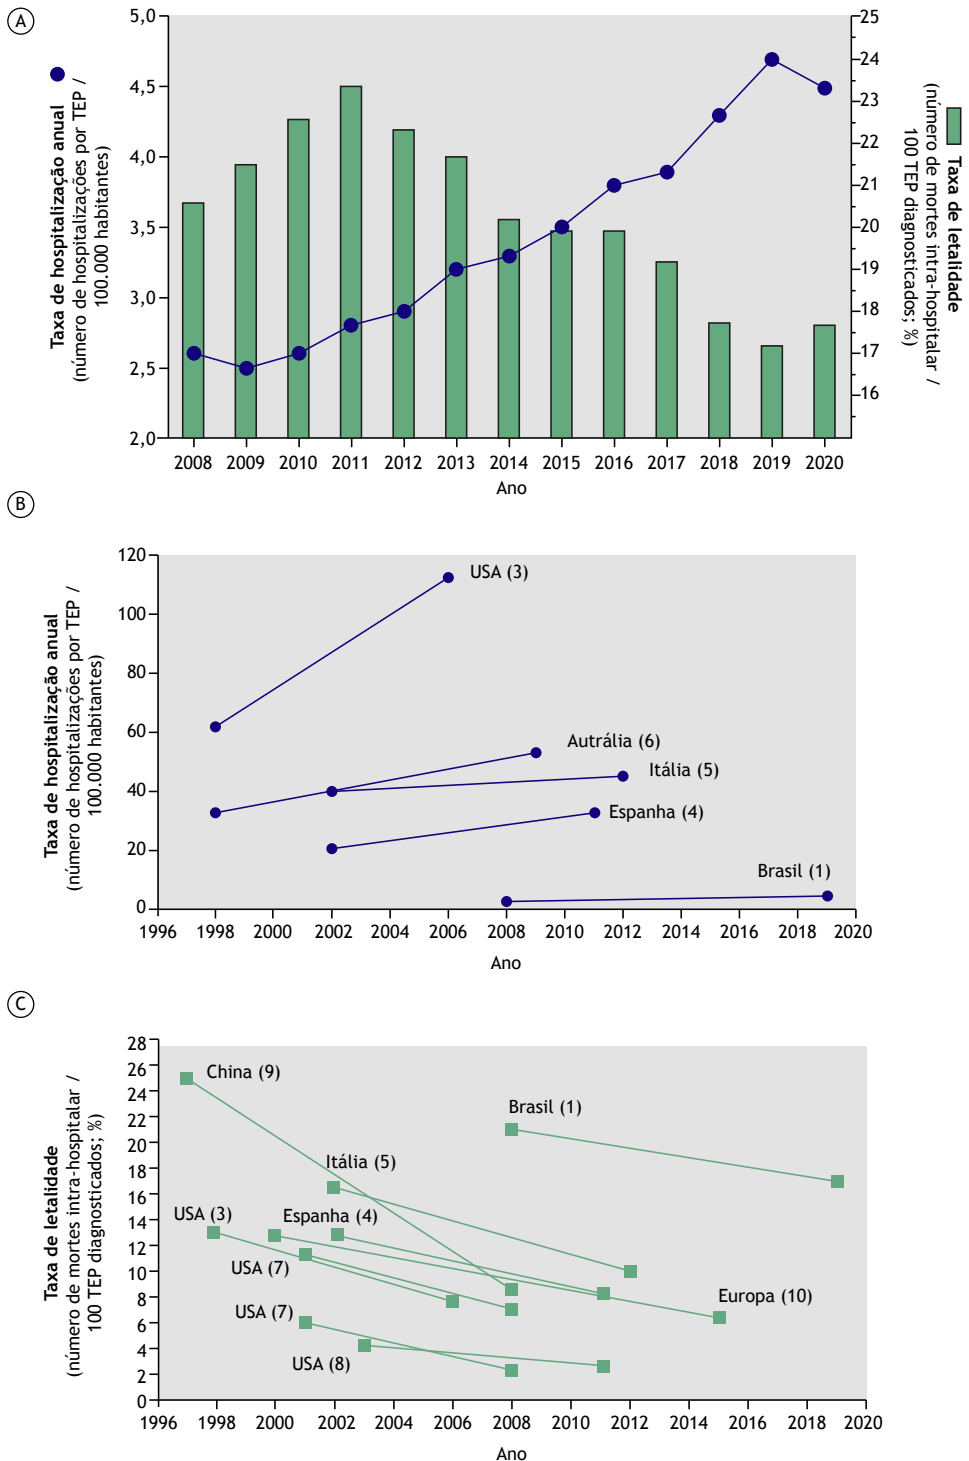 A
Taxa de hospitalização anual
(número de hospitalizações por TEP /
100.000 habitantes)
5,0
4,5
4,0
3,5
3,0
2,5
2,0
25
24
23
22
21
20
19
18
17
16
Taxa de letalidade
(número de mortes intra-hospitalar /
100 TEP diagnosticados; %)
2008 2009 2010 2011 2012 2013 2014 2015 2016 2017 2018 2019 2020
Ano
B
Taxa de hospitalização anual
(número de hospitalizações por TEP /
100.000 habitantes)
120
100
80
60
40
20
0
USA (3)
Autrália (6)
Itália (5)
Espanha (4)
Brasil (1)
1996 1998 2000 2002 2004 2006 2008 2010 2012 2014 2016 2018 2020
Ano
C
Taxa de letalidade
(número de mortes intra-hospitalar /
100 TEP diagnosticados; %)
28
26
24
22
20
18
16
14
12
10
8
6
4
2
0
China (9)
Brasil (1)
Itália (5)
USA (3)
Espanha (4)
USA (7)
Europa (10)
USA (7)
USA (8)
1996 1998 2000 2002 2004 2006 2008 2010 2012 2014 2016 2018 2020
Ano